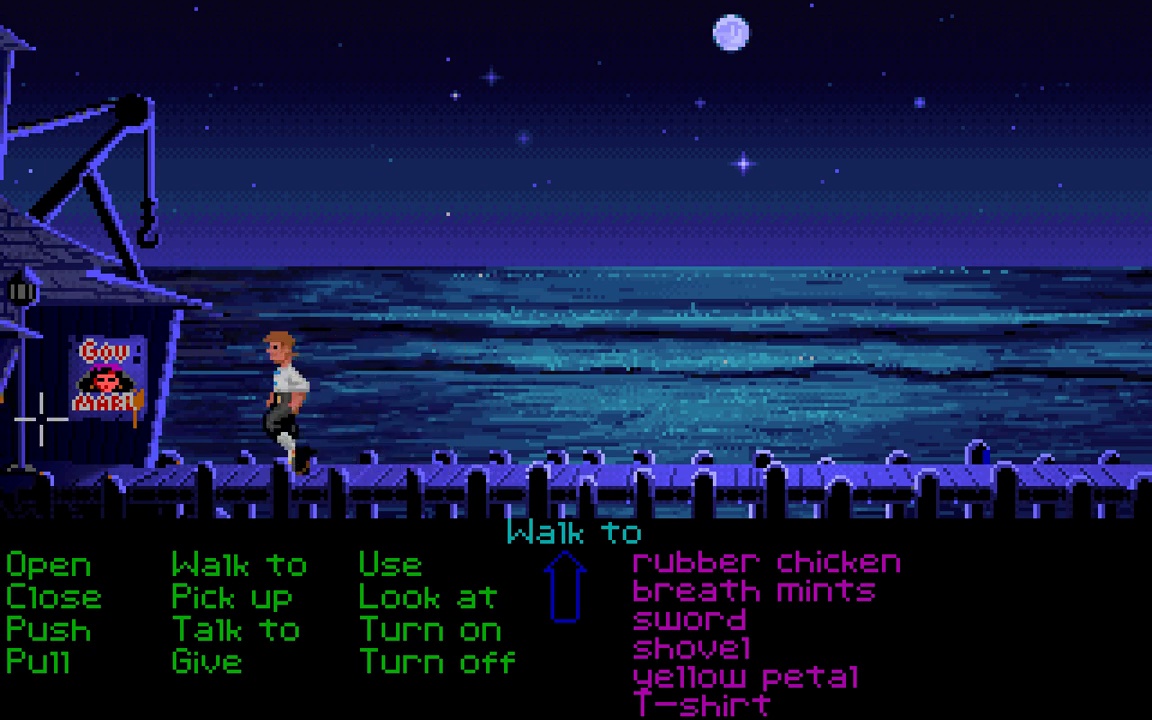 Gov
Walk to
Open
Walk to
Use
Close
Pick up
Look at
Push
Talk to
Turn on
Pull
Give
Turn off
rubber chicken
breath mints
sword
shovel
yellow petal
T-shirt